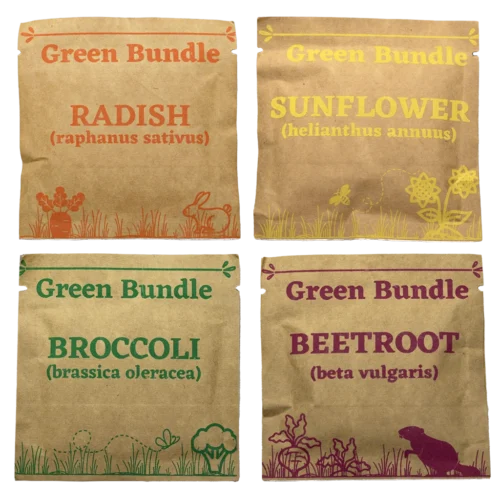 Green Bundle
RADISH
(raphanus sativus)
Green Bundle
SUNFLOWER
(helianthus annuus)
Green Bundle
BROCCOLI
(brassica oleracea)
Green Bundle
BEETROOT
(beta vulgaris)